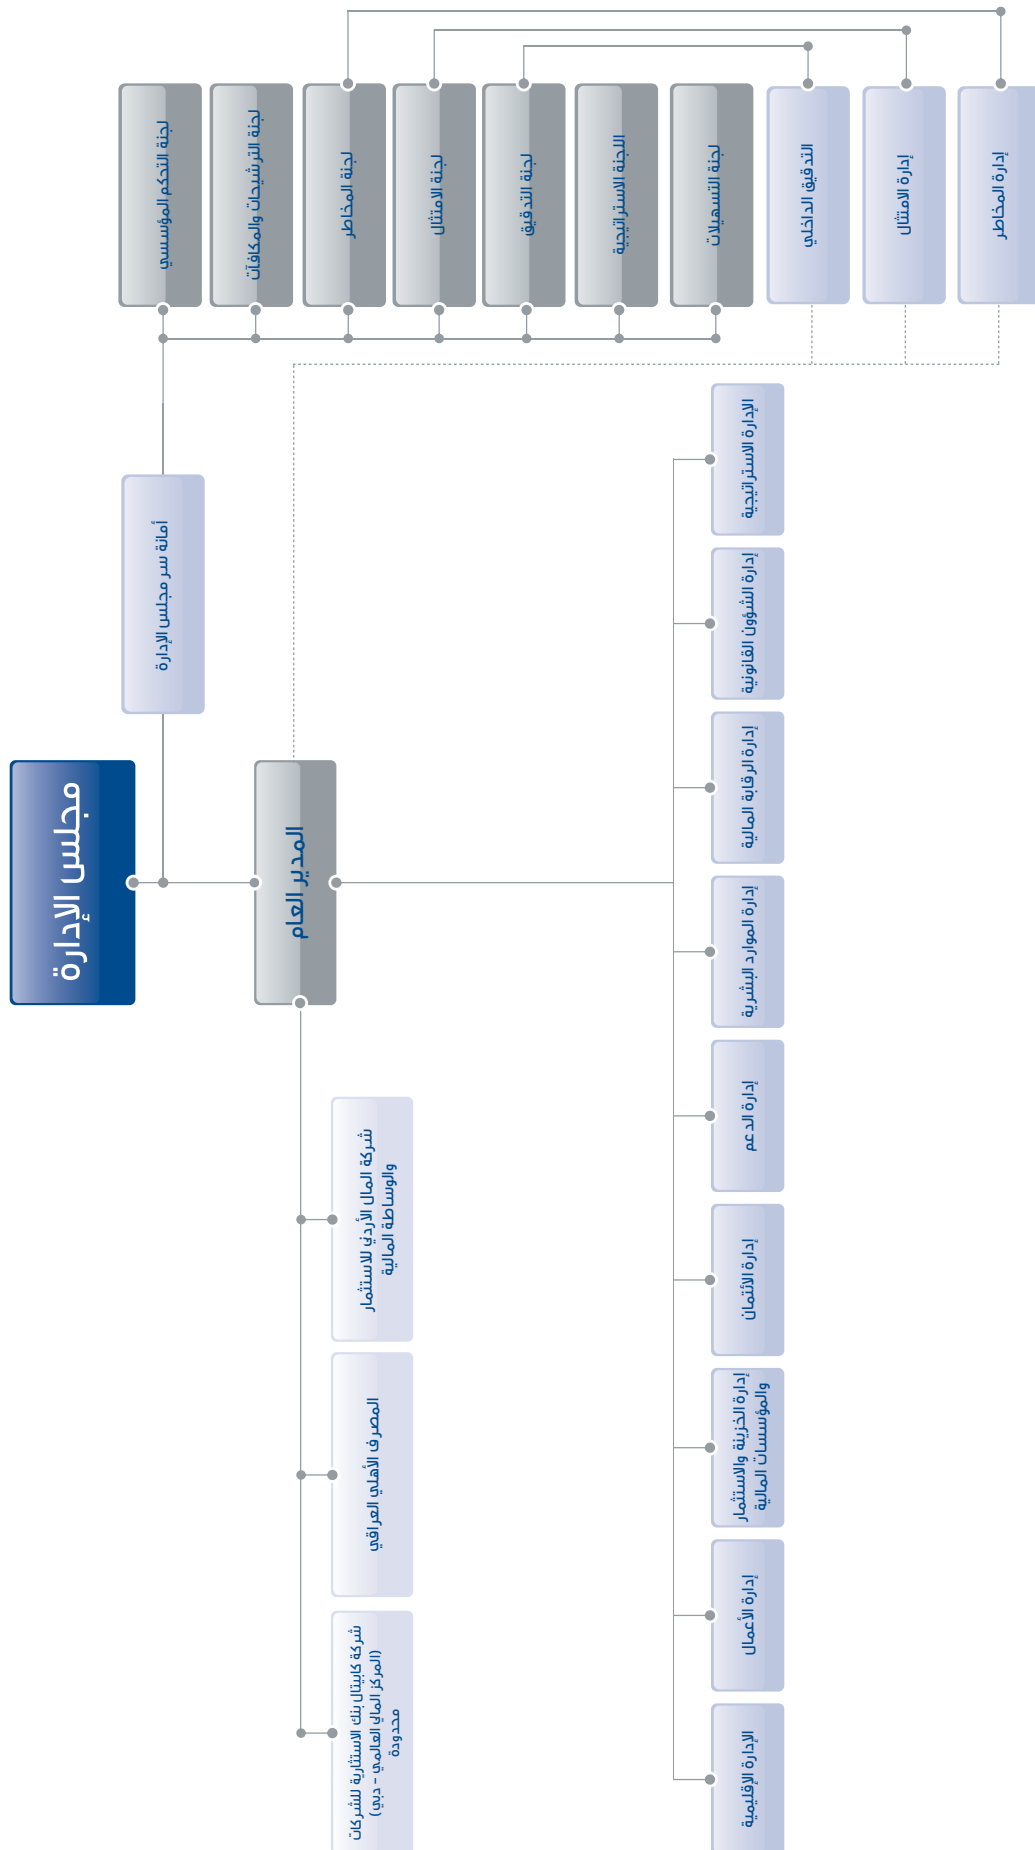 مجلس الإدارة
أمانة سر مجلس الإدارة
لجنة التحكم المؤسسي
لجنة الترشيحات والمكافآت
لجنة المخاطر
لجنة الامتثال
لجنة التدقيق
اللجنة الاستراتيجية
لجنة التسهيلات
التدقيق الداخلي
إدارة الامتثال
إدارة المخاطر
المدير العام
شركة المال الأردني للاستثمار
والوساطة المالية
المصرف الأهلي العراقي
شركة كابيتال بنك الاستثارية للشركات
(المركز المالي العالمي - دبي)
محدودة
الإدارة الاستراتيجية
إدارة الشؤون القانونية
إدارة الرقابة المالية
إدارة الموارد البشرية
إدارة الدعم
إدارة الائتمان
إدارة الخزينة والاستثمار
والمؤسسات المالية
إدارة الأعمال
الإدارة الإقليمية